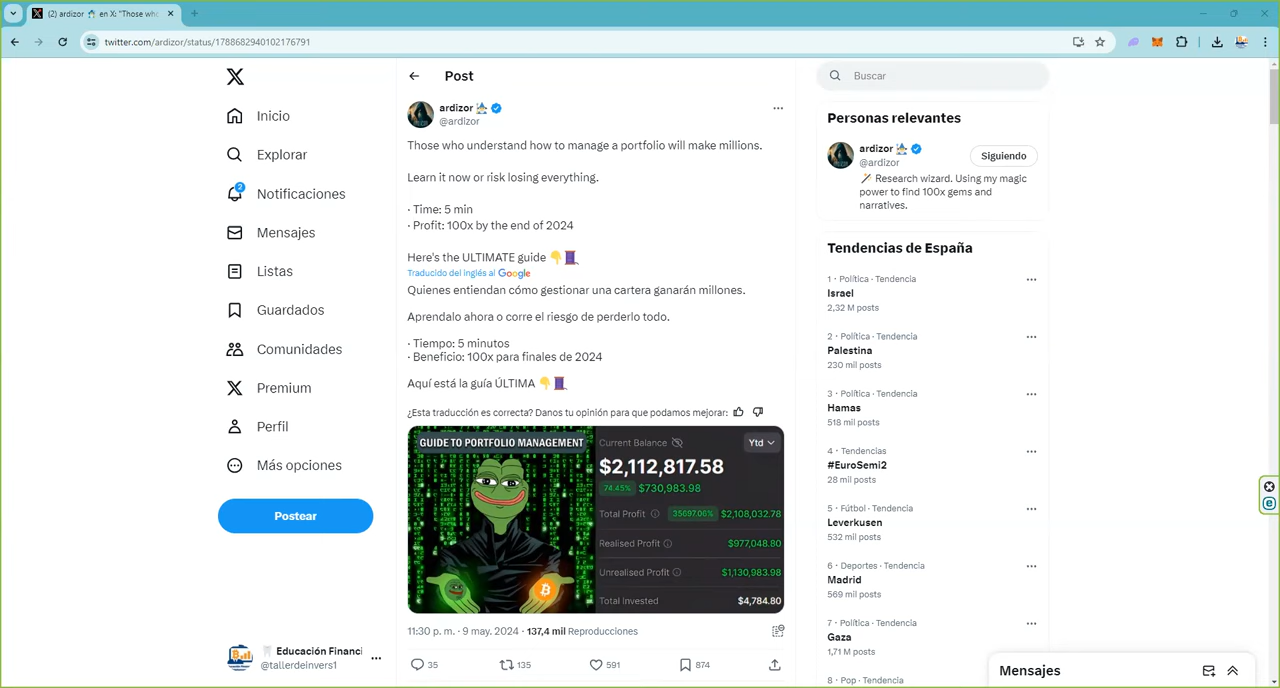 (2) ardizor en X: "Those who
twitter.com/ardizor/status/1788682940102176791
Inicio
Explorar
2
Notificaciones
Mensajes
Listas
Guardados
Comunidades
Premium
Perfil
Más opciones
Postear
Educación Financi
@tallerdeinvers1
Post
ardizor
@ardizor
Those who understand how to manage a portfolio will make millions.
Learn it now or risk losing everything.
· Time: 5 min
· Profit: 100x by the end of 2024
Here's the ULTIMATE guide 👇🧵
Traducido del inglés al Google
Quienes entiendan cómo gestionar una cartera ganarán millones.
Aprendalo ahora o corre el riesgo de perderlo todo.
· Tiempo: 5 minutos
· Beneficio: 100x para finales de 2024
Aquí está la guía ÚLTIMA 👇🧵
¿Esta traducción es correcta? Danos tu opinión para que podamos mejorar:
GUIDE TO PORTFOLIO MANAGEMENT
Current Balance
Ytd
$2,112,817.58
74.45% $730,983.98
Total Profit 35697.06% $2,108,032.78
Realised Profit $977,048.80
Unrealised Profit $1,130,983.98
Total invested $4,784.80
11:30 p. m. · 9 may. 2024 · 137,4 mil Reproducciones
35 135 591 874
Buscar
Personas relevantes
ardizor
@ardizor
Siguiendo
🪄 Research wizard. Using my magic
power to find 100x gems and
narratives.
Tendencias de España
1 · Política · Tendencia
Israel
2,32 M posts
2 · Política · Tendencia
Palestina
230 mil posts
3 · Política · Tendencia
Hamas
518 mil posts
4 · Tendencias
#EuroSemi2
28 mil posts
5 · Fútbol · Tendencia
Leverkusen
532 mil posts
6 · Deportes · Tendencia
Madrid
569 mil posts
7 · Política · Tendencia
Gaza
1,71 M posts
8 · Pop · Tendencia
Mensajes